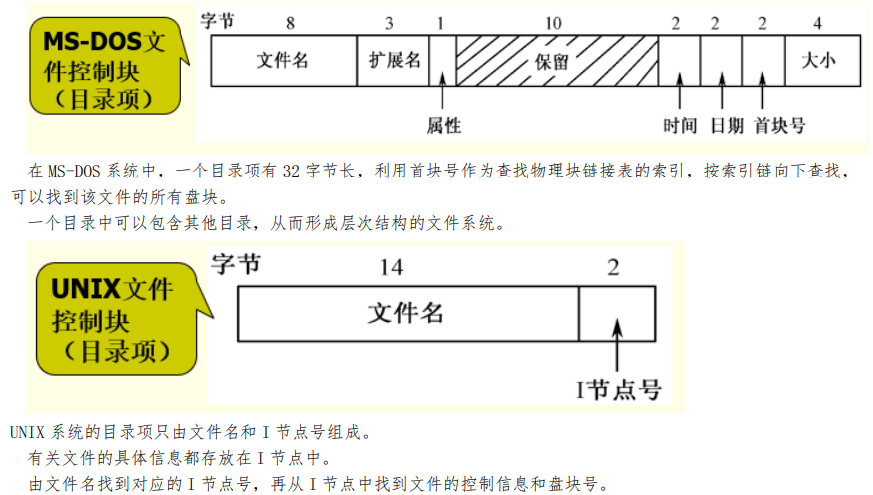 字节 8 3 1 10 2 2 2 4
MS-DOS文
件控制块
（目录项）
文件名 扩展名 保留 大小
属性 时间 日期 首块号
在 MS-DOS 系统中，一个目录项有 32 字节长，利用首块号作为查找物理块链接表的索引，按索引链向下查找，
可以找到该文件的所有盘块。
一个目录中可以包含其他目录，从而形成层次结构的文件系统。
字节 14 2
UNIX文件
控制块
（目录项）
文件名
I节点号
UNIX 系统的目录项只由文件名和 I 节点号组成。
有关文件的具体信息都存放在 I 节点中。
由文件名找到对应的 I 节点号，再从 I 节点中找到文件的控制信息和盘块号。